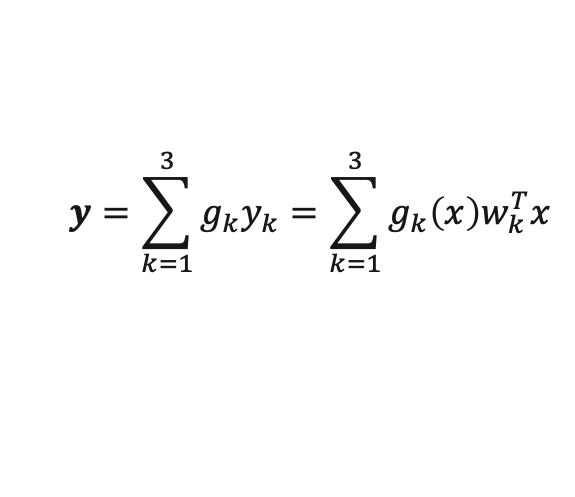 𝒚 = ∑_{k=1}^{3} g_k y_k = ∑_{k=1}^{3} g_k(x) w_k^T x